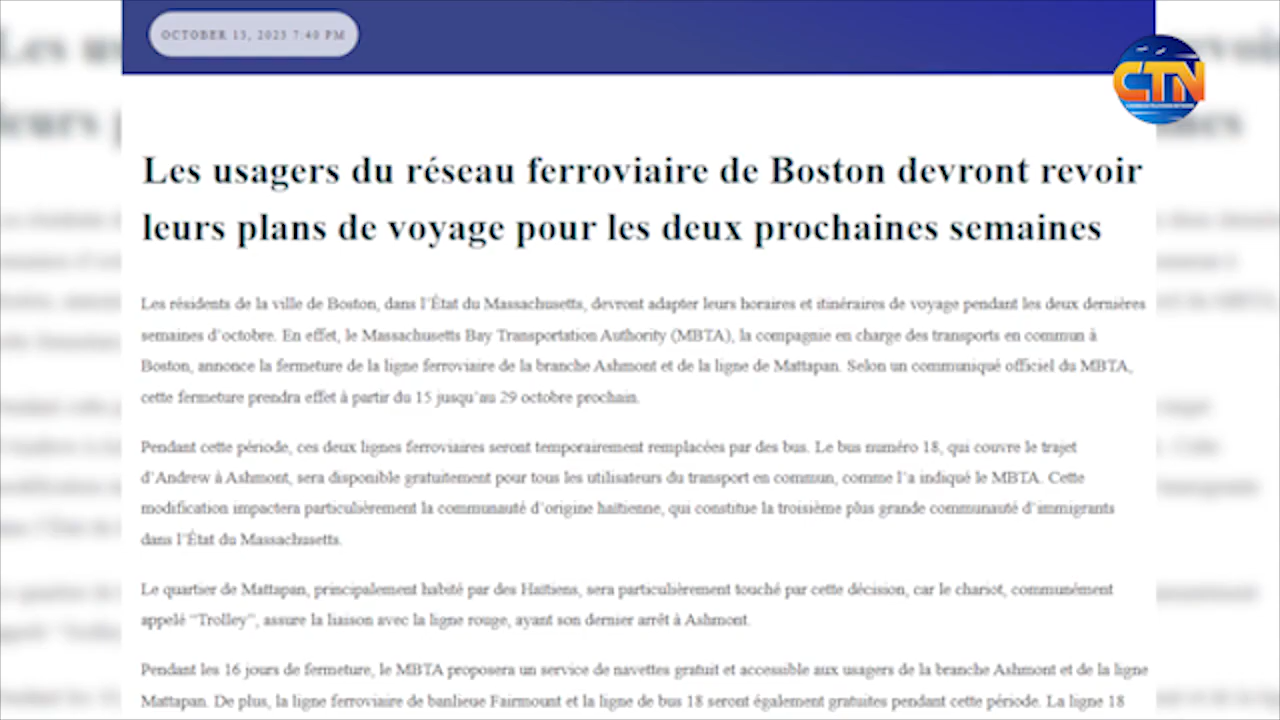 OCTOBER 13, 2023 7:40 PM
CTN
Les usagers du réseau ferroviaire de Boston devront revoir
leurs plans de voyage pour les deux prochaines semaines
Les résidents de la ville de Boston, dans l'État du Massachusetts, devront adapter leurs horaires et itinéraires de voyage pendant les deux dernières
semaines d'octobre. En effet, le Massachusetts Bay Transportation Authority (MBTA), la compagnie en charge des transports en commun à
Boston, annonce la fermeture de la ligne ferroviaire de la branche Ashmont et de la ligne de Mattapan. Selon un communiqué officiel du MBTA,
cette fermeture prendra effet à partir du 15 jusqu'au 29 octobre prochain.
Pendant cette période, ces deux lignes ferroviaires seront temporairement remplacées par des bus. Le bus numéro 18, qui couvre le trajet
d'Andrew à Ashmont, sera disponible gratuitement pour tous les utilisateurs du transport en commun, comme l'a indiqué le MBTA. Cette
modification impactera particulièrement la communauté d'origine haïtienne, qui constitue la troisième plus grande communauté d'immigrants
dans l'État du Massachusetts.
Le quartier de Mattapan, principalement habité par des Haïtiens, sera particulièrement touché par cette décision, car le chariot, communément
appelé "Trolley", assure la liaison avec la ligne rouge, ayant son dernier arrêt à Ashmont.
Pendant les 16 jours de fermeture, le MBTA proposera un service de navettes gratuit et accessible aux usagers de la branche Ashmont et de la ligne
Mattapan. De plus, la ligne ferroviaire de banlieue Fairmount et la ligne de bus 18 seront également gratuites pendant cette période. La ligne 18